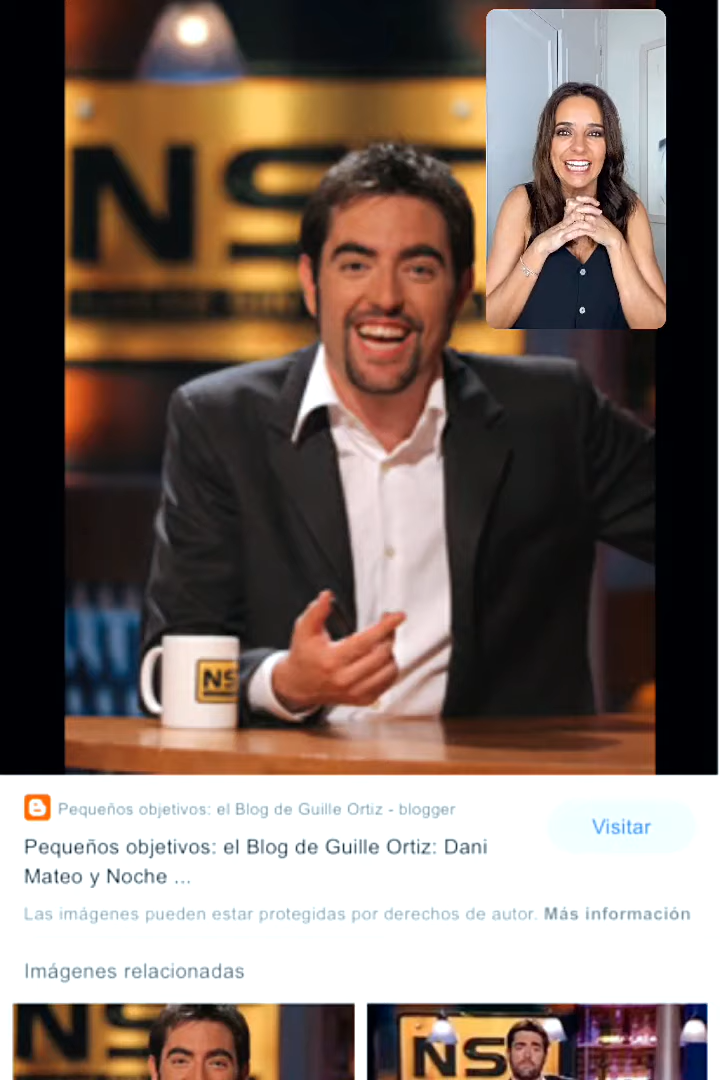 NS
NS
Pequeños objetivos: el Blog de Guille Ortiz - blogger
Visitar
Pequeños objetivos: el Blog de Guille Ortiz: Dani
Mateo y Noche ...
Las imágenes pueden estar protegidas por derechos de autor. Más información
Imágenes relacionadas
NS
NS